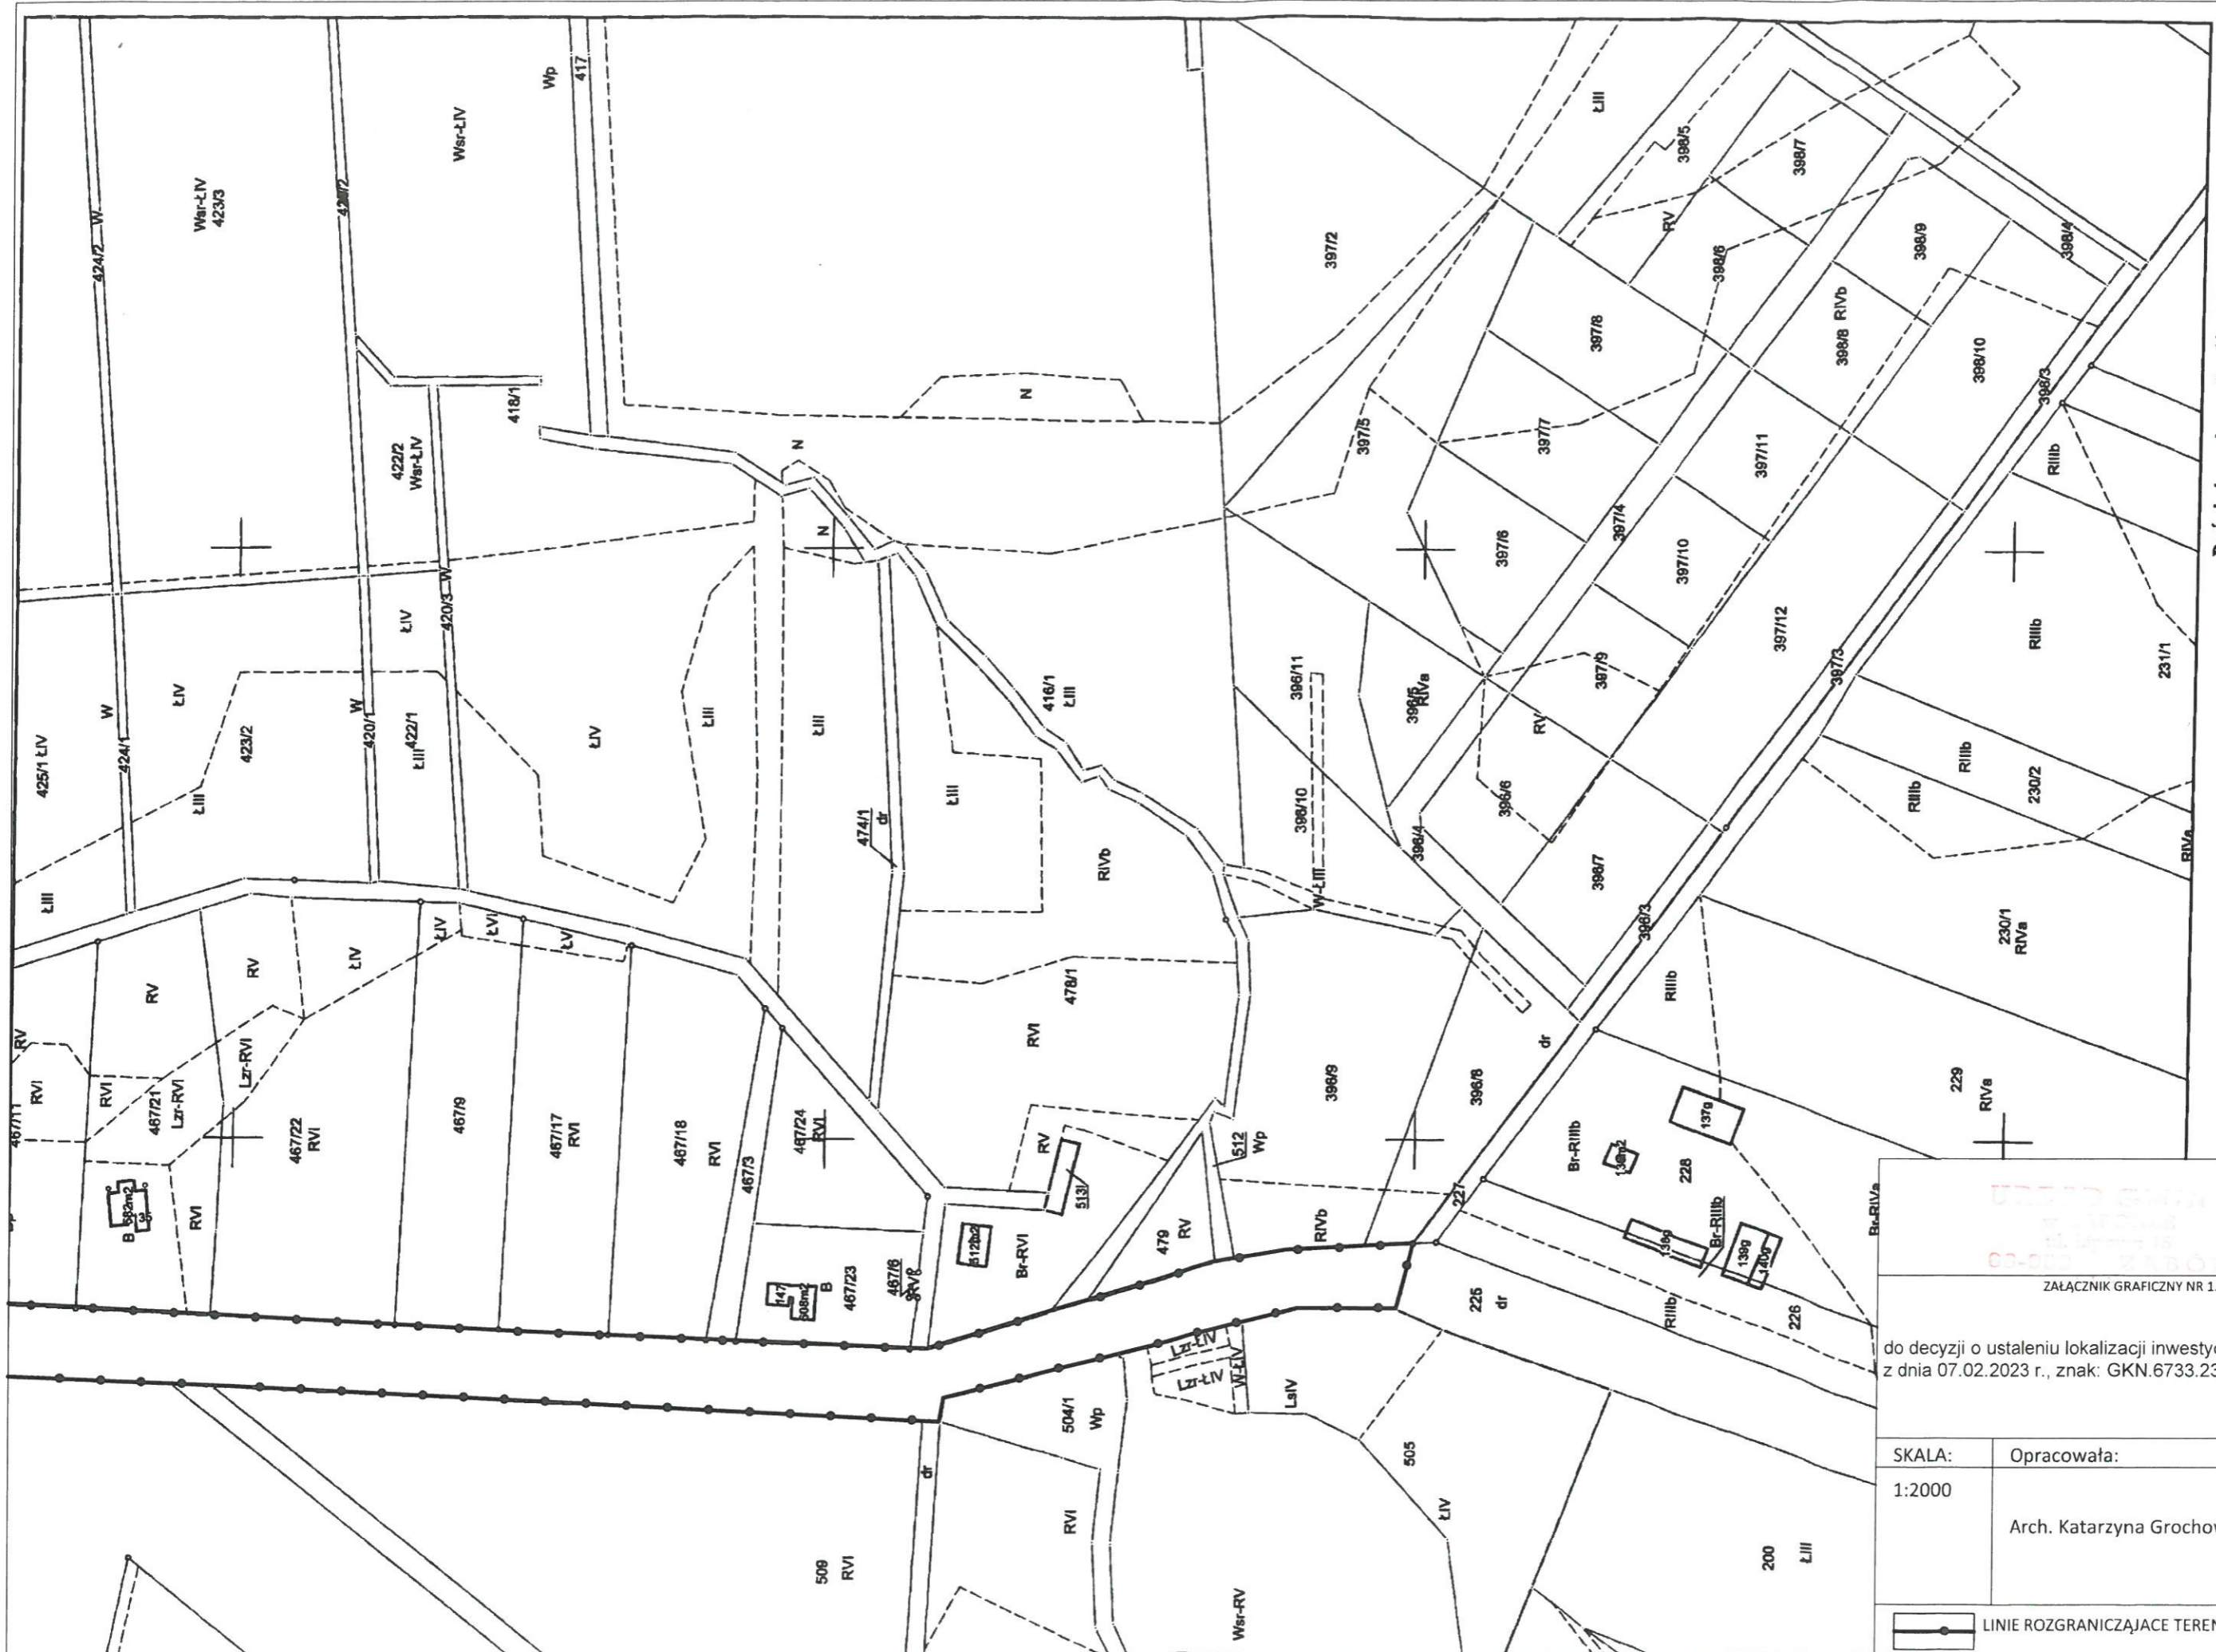 424/2
W
Wsr-ŁIV
423/3
Wsr-ŁIV
Wp
417
ŁIII
398/5
398/7
397/2
RV
398/6
398/9
398/4
397/8
398/8
RIVb
398/10
398/3
418/1
422/2
Wsr-ŁIV
N
N
N
397/5
397/7
397/11
RIIIb
397/6
397/4
397/10
ŁIV
420/3
W
ŁIV
W
425/1 ŁIV
424/1
423/2
ŁIII
W
420/1
422/1
ŁIII
ŁIV
ŁIII
ŁIII
416/1
ŁIII
396/11
396/5
RIVa
397/9
397/12
397/3
RIIIb
231/1
RV
474/1
dr
ŁIII
396/10
396/6
RIIIb
RIIIb
230/2
RIVb
396/4
396/7
RIVa
ŁIII
W-ŁIII
396/3
230/1
RIVa
RV
RV
ŁIV
ŁIV
ŁVI
ŁV
478/1
RVI
RIIIb
RV
RVI
467/11
RVI
467/21
Lzr-RVI
Lzr-RVI
467/22
RVI
467/9
467/17
RVI
467/18
RVI
467/3
467/24
RVI
RV
513i
512
Wp
396/9
396/8
dr
Br-RIIIb
137g
228
229
RIVa
B
RVI
147
B
467/23
467/6
Br-RVI
479
RV
RIVb
227
138g
Br-RIIIb
139g
140g
Br-RIVa
225
dr
RIIIb
226
ZAŁĄCZNIK GRAFICZNY NR 1
do decyzji o ustaleniu lokalizacji inwesty
z dnia 07.02.2023 r., znak: GKN.6733.23
Lzr-ŁIV
Lzr-ŁIV
W-ŁIV
LsIV
504/1
Wp
dr
505
SKALA:
Opracowała:
1:2000
Arch. Katarzyna Grocho
RVI
ŁIV
509
RVI
200
ŁIII
Wsr-RV
LINIE ROZGRANICZAJACE TEREN